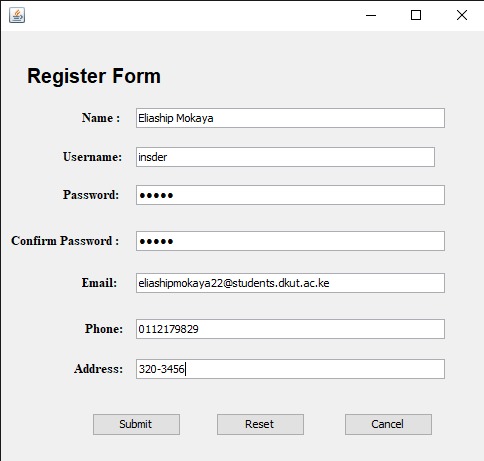 Register Form
Name : Eliaship Mokaya
Username: insder
Password: •••••
Confirm Password : •••••
Email: eliashipmokaya22@students.dkut.ac.ke
Phone: 0112179829
Address: 320-3456
Submit Reset Cancel